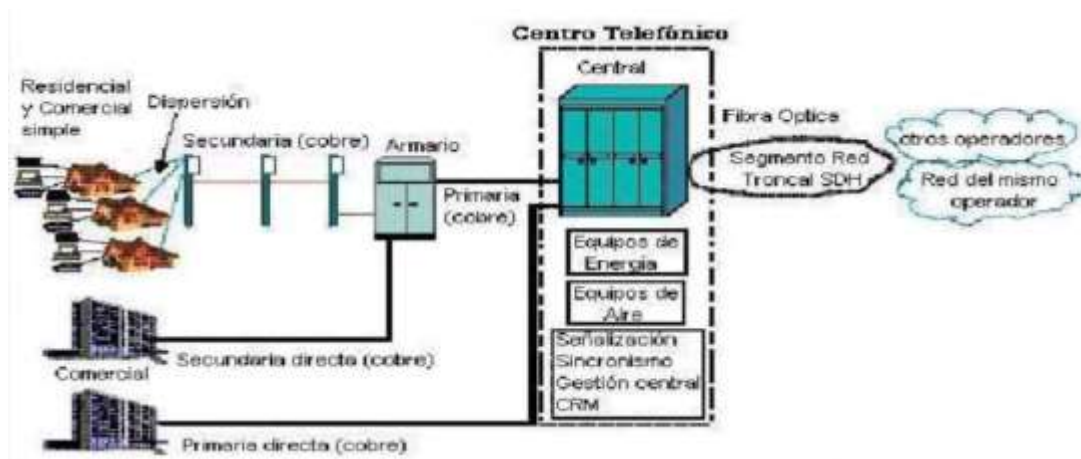 Centro Telefónico
Central
Residencial
y Comercial
simple
Dispersión
Secundaria (cobre)
Armario
Primaria
(cobre)
Fibra Optica
Segmento Red
Troncal SDH
otros operadores
Red del mismo
operador
Equipos de
Energía
Equipos de
Aire
Señalización
Sincronismo
Gestión central
CRM
Secundaria directa (cobre)
Comercial
Primaria directa (cobre)